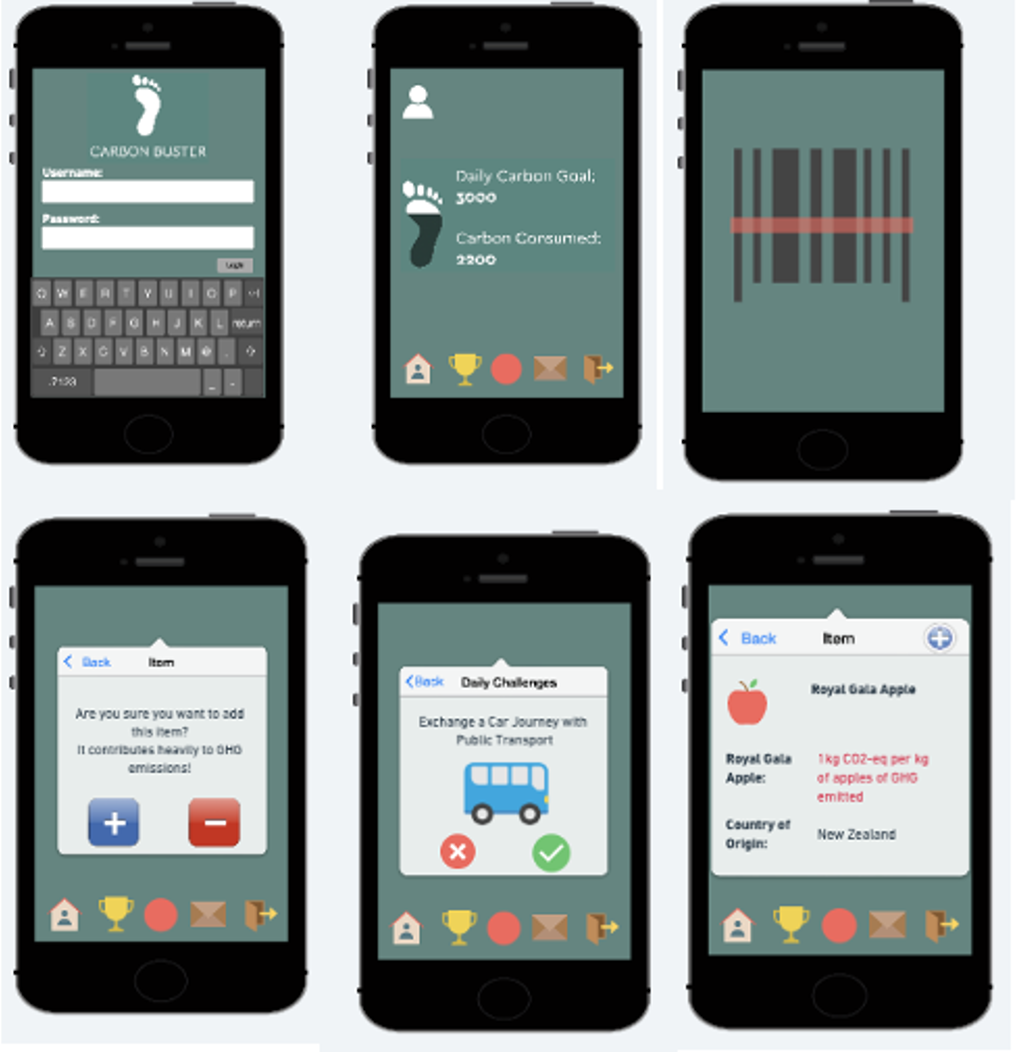 CARBON BUSTER
Username:
Password:
Login
Q W E R T Y U I O P
A S D F G H J K L return
Z X C V B N M @ .
.?123 _ -
Daily Carbon Goal:
3000
Carbon Consumed:
2200
Back Item
Are you sure you want to add
this item?
It contributes heavily to GHG
emissions!
Back Daily Challenges
Exchange a Car Journey with
Public Transport
Back Item
Royal Gala Apple
Royal Gala
Apple:
1kg CO2-eq per kg
of apples of GHG
emitted
Country of
Origin:
New Zealand